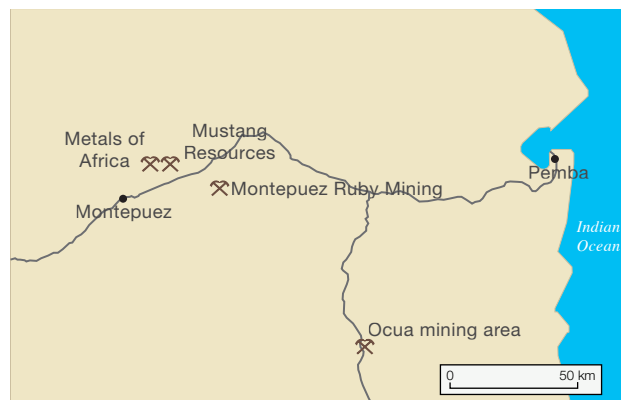 Metals of
Africa
Mustang
Resources
Montepuez Ruby Mining
Montepuez
Pemba
Indian
Ocean
Ocua mining area
0 50 km